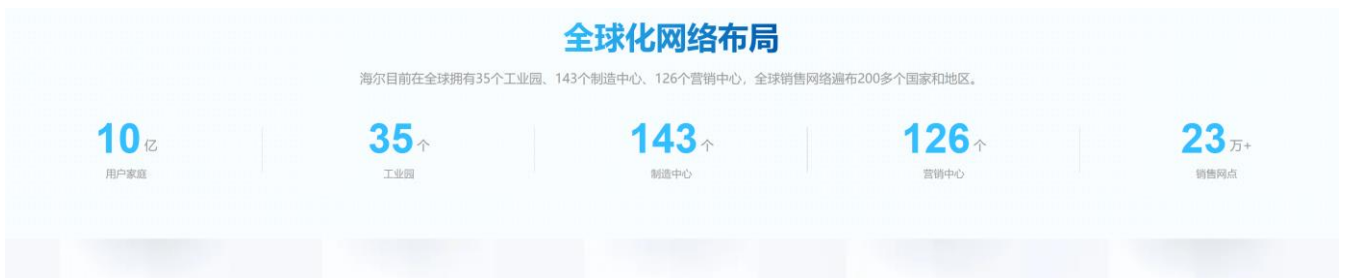 全球化网络布局
海尔目前在全球拥有35个工业园、143个制造中心、126个营销中心，全球销售网络遍布200多个国家和地区。
10亿 35个 143个 126个 23万+
用户家庭 工业园 制造中心 营销中心 销售网点